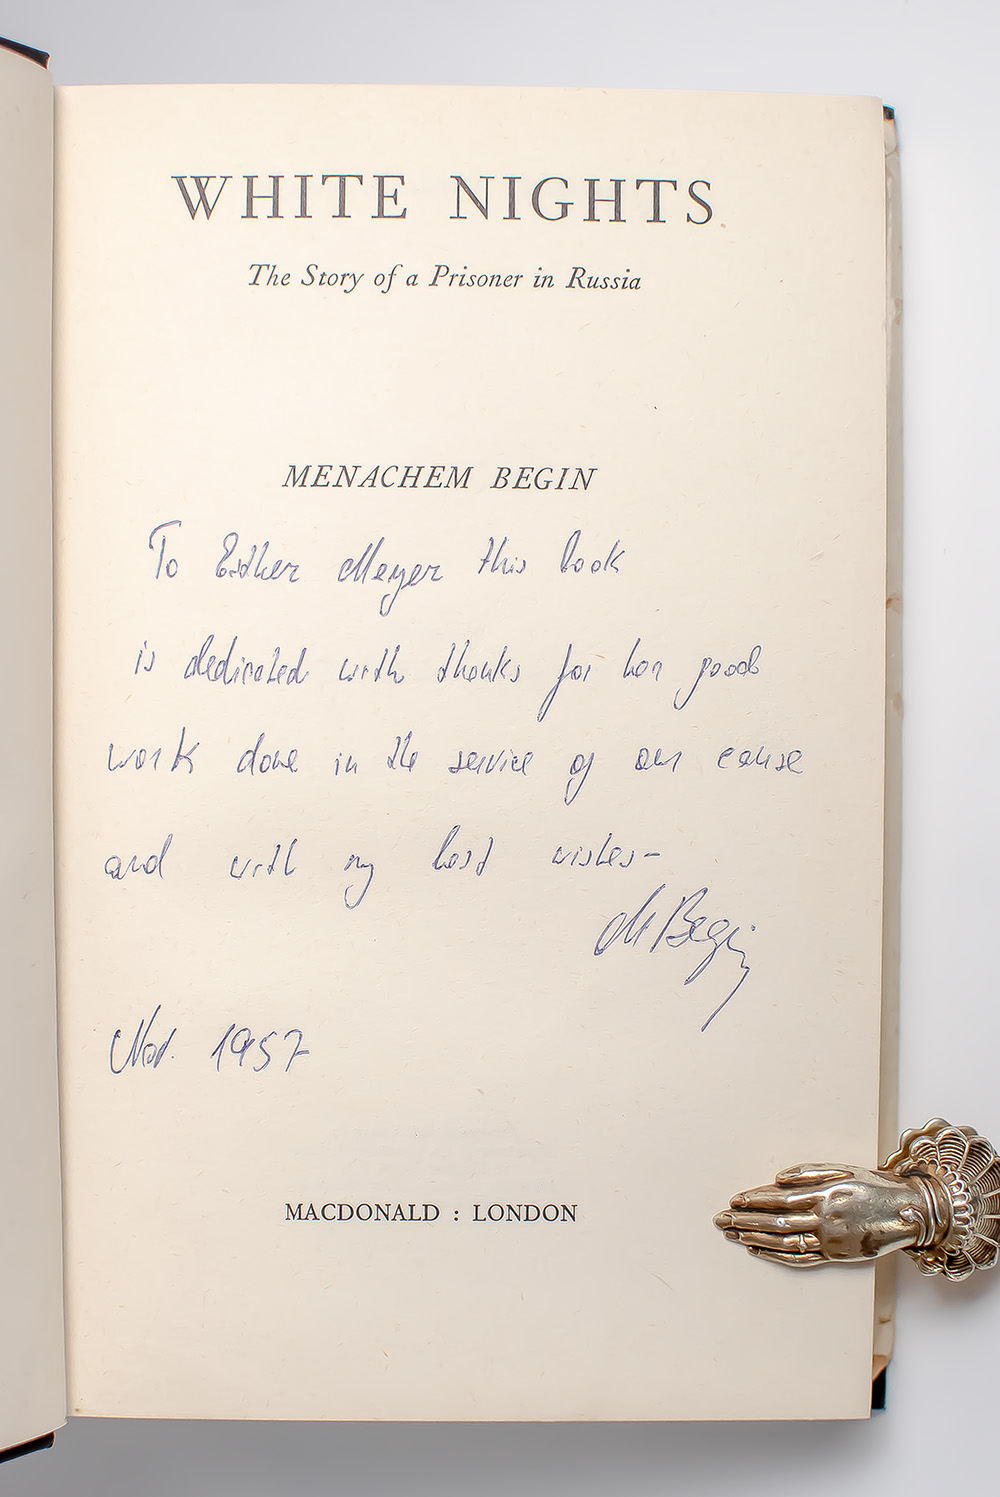 WHITE NIGHTS
The Story of a Prisoner in Russia
MENACHEM BEGIN
To Esther Meyer this book
is dedicated with thanks for her good
work done in the service of our cause
and with my best wishes-
M Begin
Nov. 1957
MACDONALD : LONDON